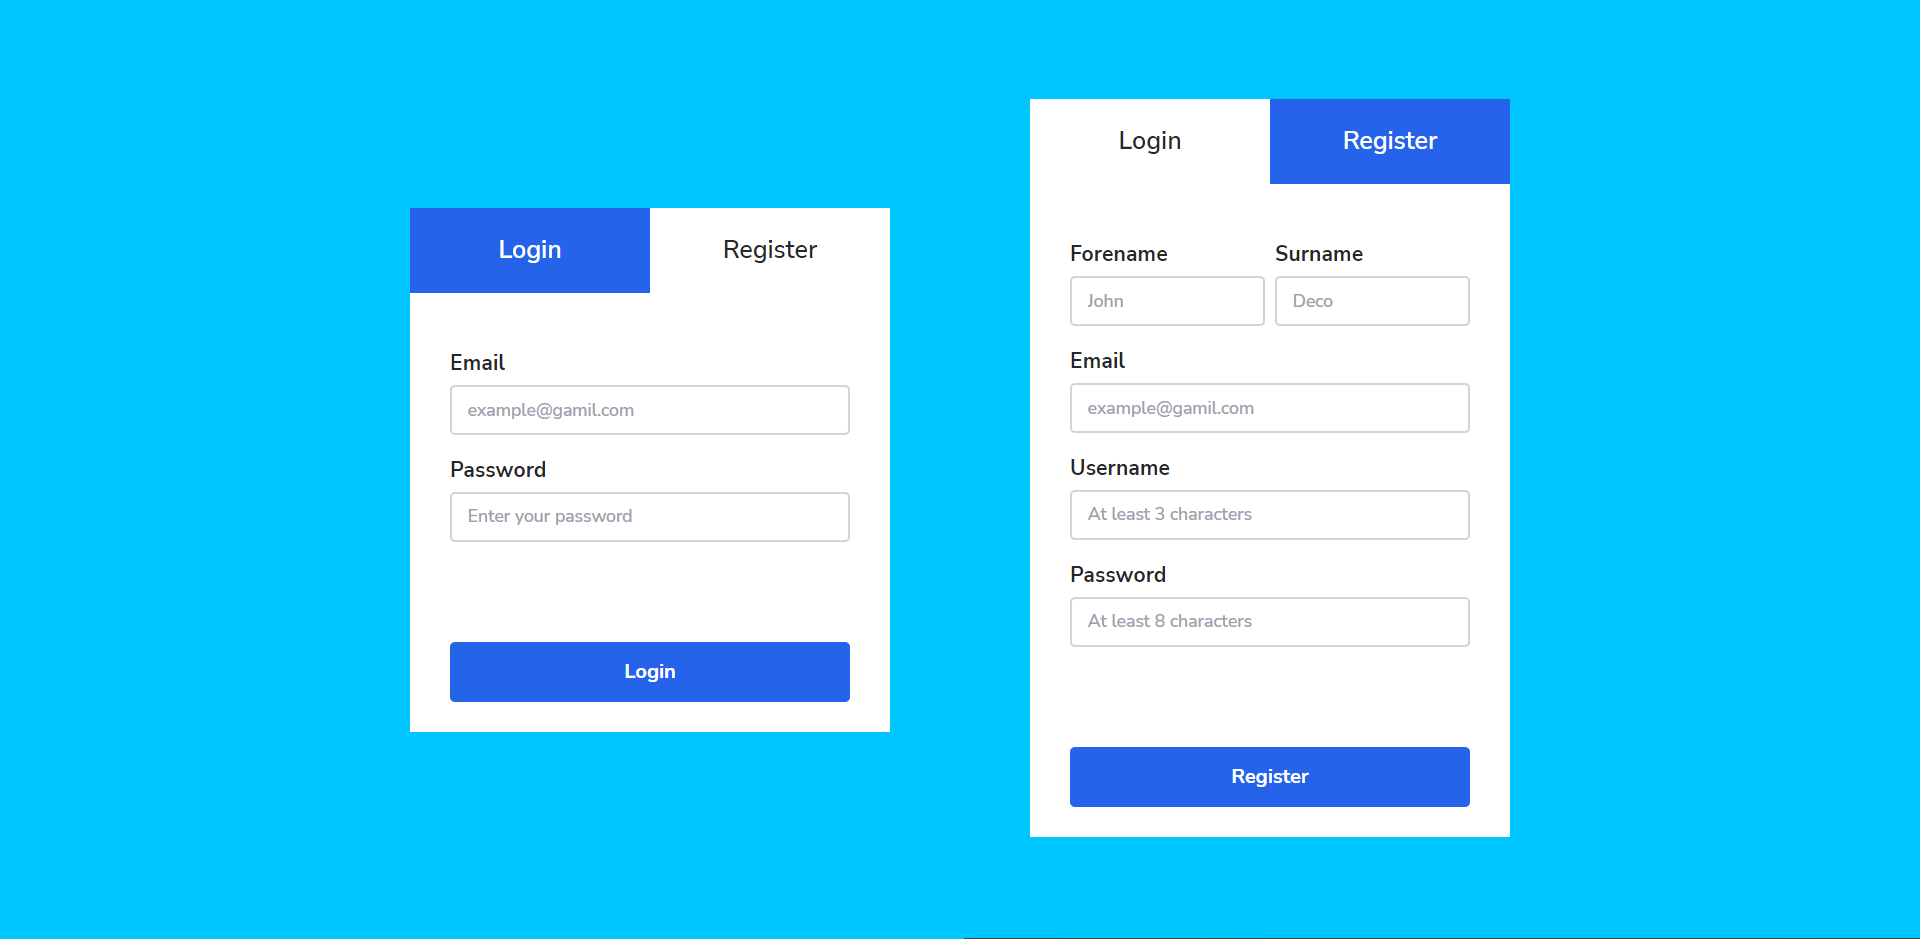 Login Register
Email
example@gamil.com
Password
Enter your password
Login
Login Register
Forename Surname
John Deco
Email
example@gamil.com
Username
At least 3 characters
Password
At least 8 characters
Register